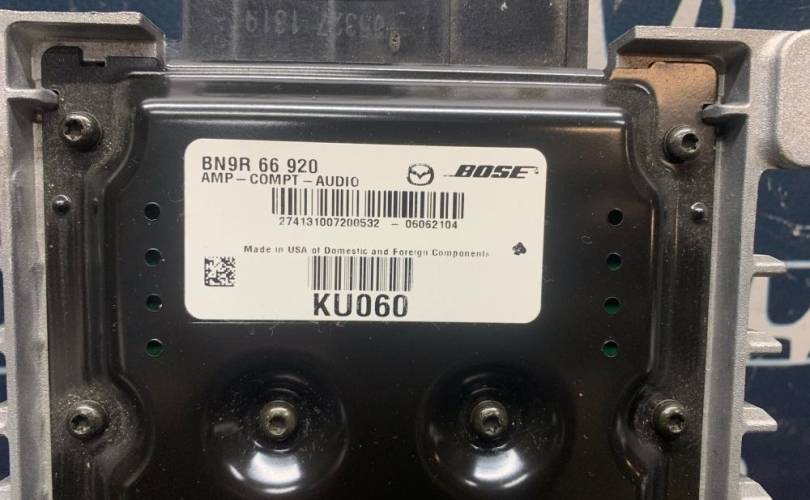 BN9R 66 920
AMP-COMPT-AUDIO
BOSE
274131007200532 - 06062104
Made in USA of Domestic and Foreign Components
KU060